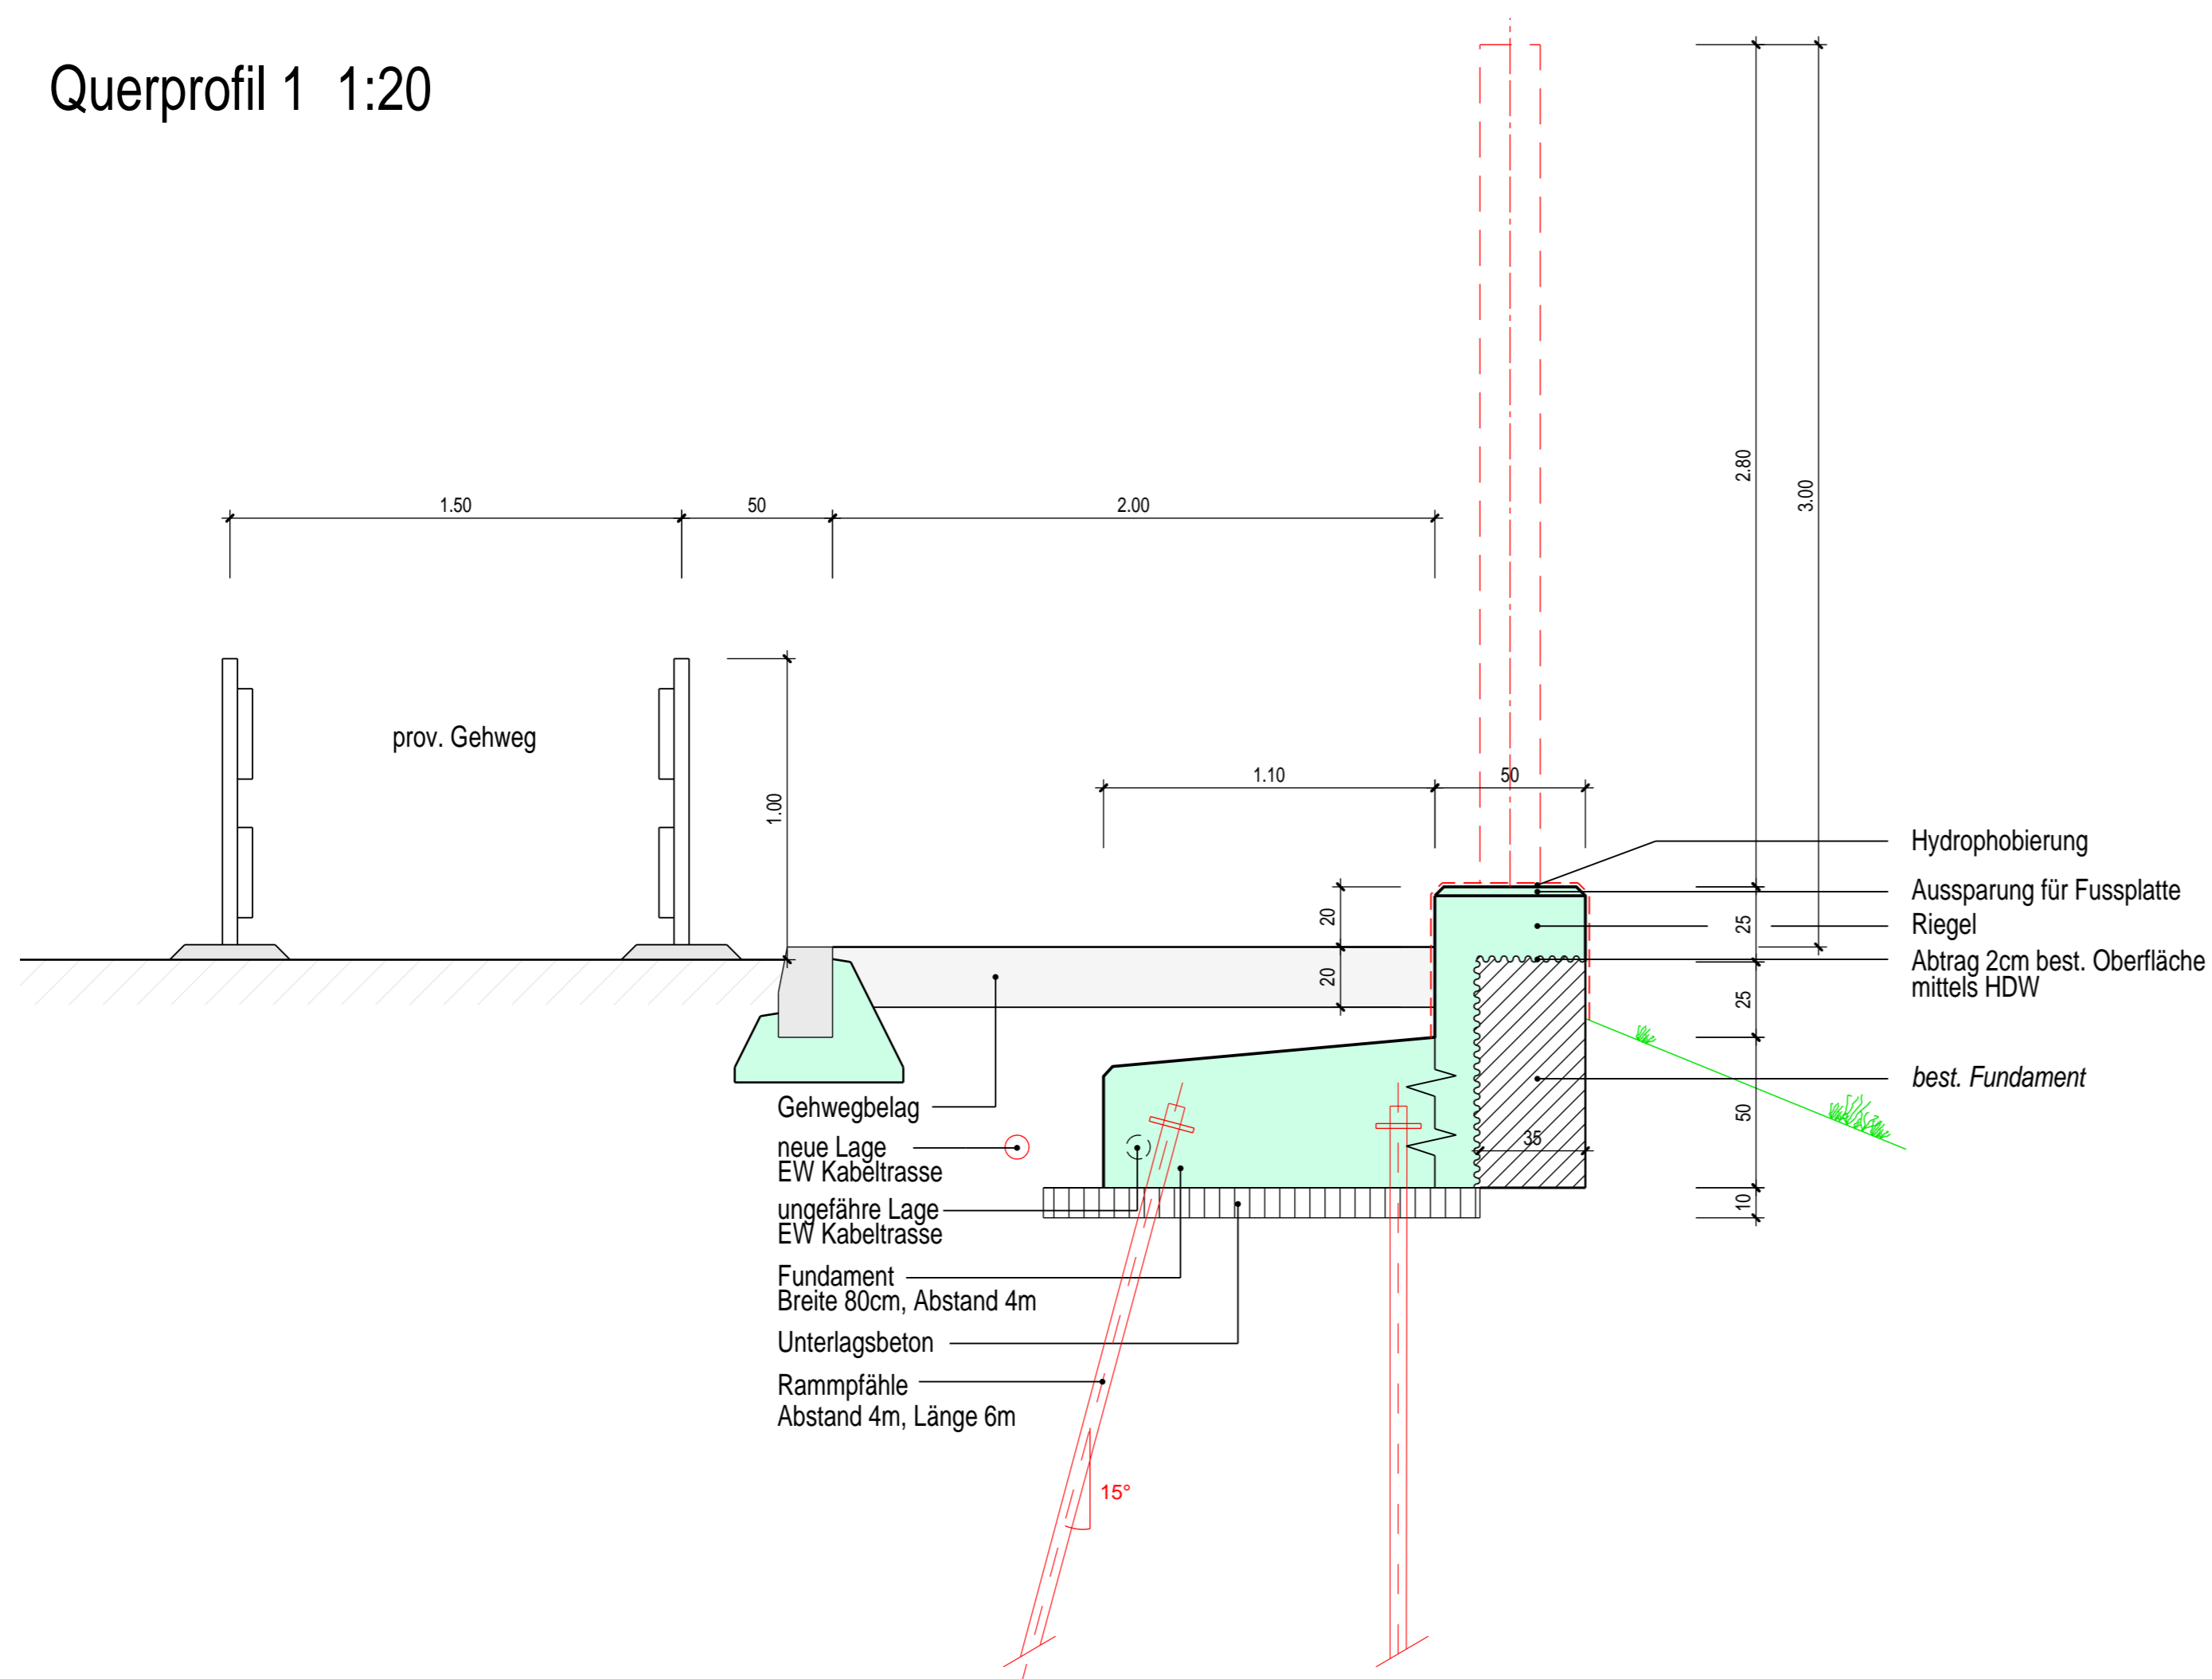 Querprofil 1 1:20
2.80
3.00
1.50
50
2.00
prov. Gehweg
1.00
1.10
50
Hydrophobierung
Aussparung für Fussplatte
20
25
Riegel
Abtrag 2cm best. Oberfläche
mittels HDW
20
25
best. Fundament
Gehwegbelag
50
35
neue Lage
EW Kabeltrasse
10
ungefähre Lage
EW Kabeltrasse
Fundament
Breite 80cm, Abstand 4m
Unterlagsbeton
Rammpfähle
Abstand 4m, Länge 6m
15°